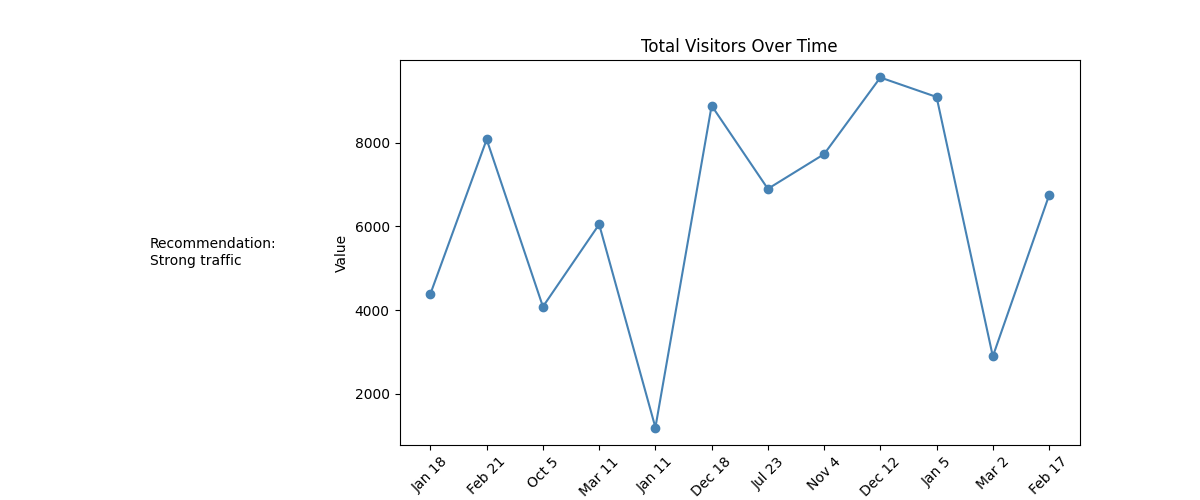 Total Visitors Over Time
Recommendation:
Strong traffic
Value
8000
6000
4000
2000
Jan 18
Feb 21
Oct 5
Mar 11
Jan 11
Dec 18
Jul 23
Nov 4
Dec 12
Jan 5
Mar 2
Feb 17